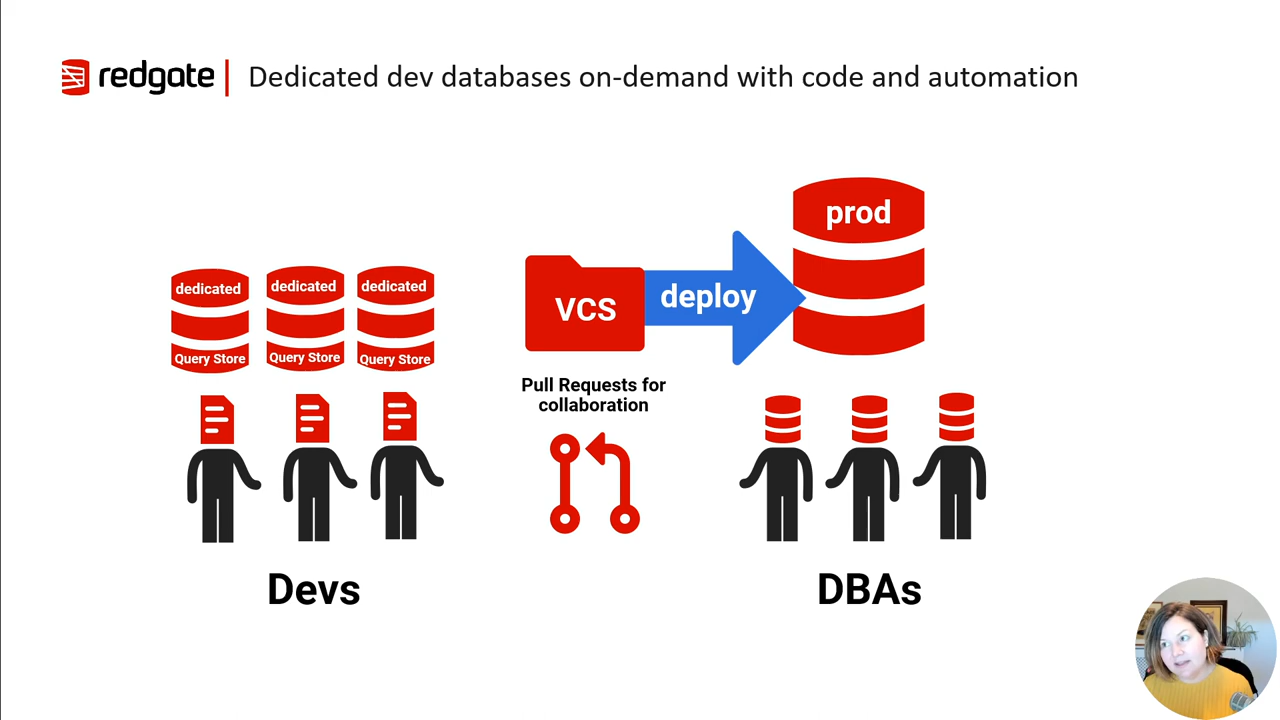 redgate | Dedicated dev databases on-demand with code and automation
prod
dedicated dedicated dedicated
VCS deploy
Query Store Query Store Query Store
Pull Requests for
collaboration
Devs DBAs